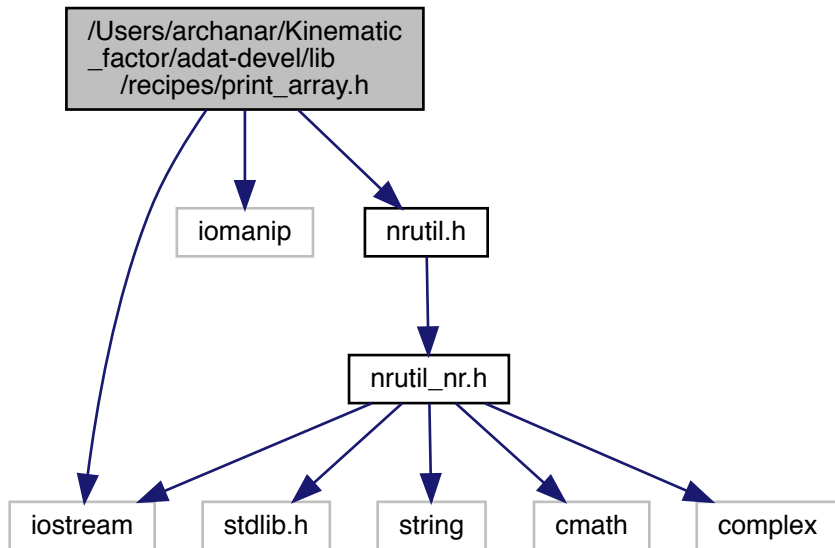 /Users/archanar/Kinematic
_factor/adat-devel/lib
/recipes/print_array.h
iomanip
nrutil.h
nrutil_nr.h
iostream
stdlib.h
string
cmath
complex